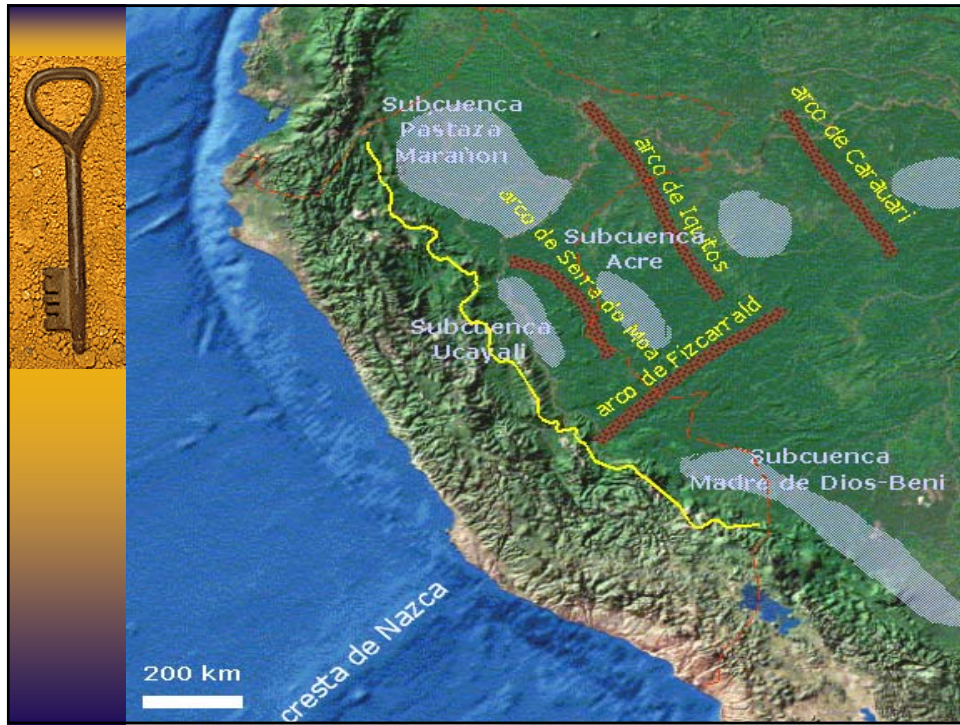 Subcuenca
Pastaza
Marañon
arco de Iquitos
arco de Carauari
arco de Serra do Moa
Subcuenca
Acre
Subcuenca
Ucayali
arco de Fizcarrald
Subcuenca
Madre de Dios-Beni
cresta de Nazca
200 km